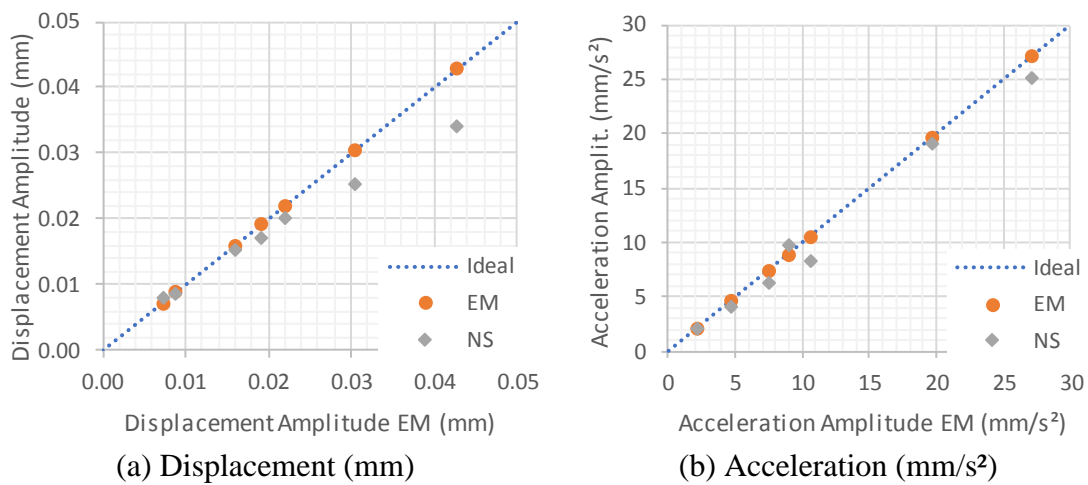 Displacement Amplitude (mm)
0.05
0.04
0.03
0.02
0.01
0.00
0.00 0.01 0.02 0.03 0.04 0.05
Displacement Amplitude EM (mm)
Ideal
EM
NS
(a) Displacement (mm)
Acceleration Amplit. (mm/s²)
30
25
20
15
10
5
0
0 5 10 15 20 25 30
Acceleration Amplitude EM (mm/s²)
Ideal
EM
NS
(b) Acceleration (mm/s²)